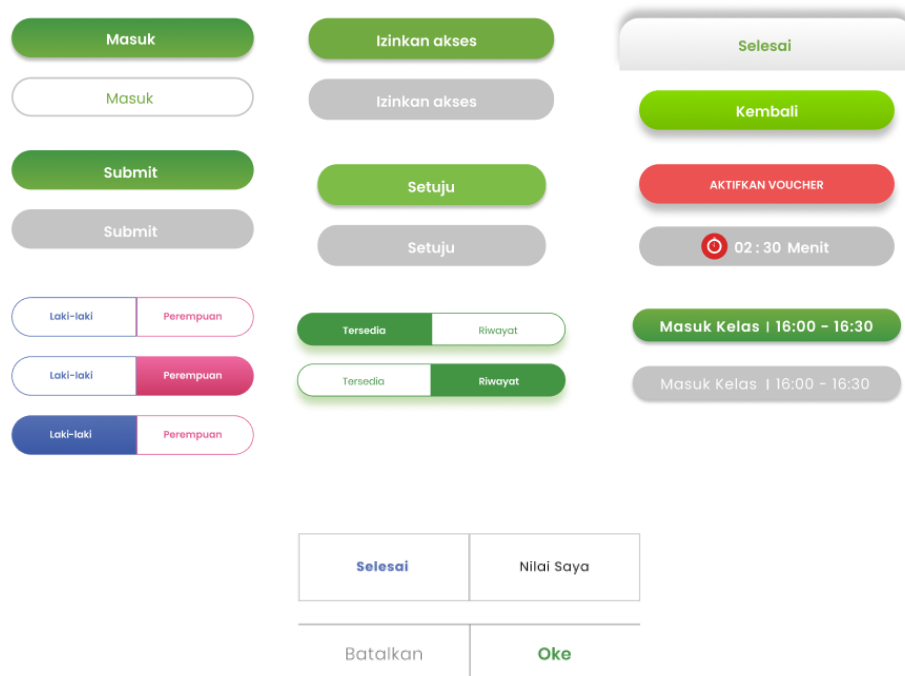 Masuk
Masuk
Submit
Submit
Laki-laki Perempuan
Laki-laki Perempuan
Laki-laki Perempuan
Izinkan akses
Izinkan akses
Setuju
Setuju
Tersedia Riwayat
Tersedia Riwayat
Selesai
Kembali
AKTIFKAN VOUCHER
02 : 30 Menit
Masuk Kelas | 16:00 - 16:30
Masuk Kelas | 16:00 - 16:30
Selesai Nilai Saya
Batalkan Oke